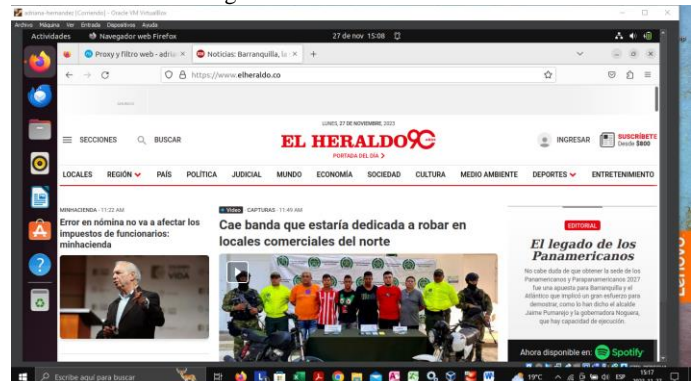 adriana-hernandez [Corriendo] - Oracle VM VirtualBox
Archivo Máquina Ver Entrada Dispositivos Ayuda
Actividades Navegador web Firefox 27 de nov 15:08
Proxy y filtro web - adria × Noticias: Barranquilla, la × +
https://www.elheraldo.co
LUNES, 27 DE NOVIEMBRE, 2023
SECCIONES BUSCAR EL HERALDO 90 INGRESAR SUSCRÍBETE
Desde $800
PORTADA DEL DÍA
LOCALES REGIÓN PAÍS POLÍTICA JUDICIAL MUNDO ECONOMÍA SOCIEDAD CULTURA MEDIO AMBIENTE DEPORTES ENTRETENIMIENTO
MINHACIENDA - 11:22 AM
Error en nómina no va a afectar los
impuestos de funcionarios:
minhacienda
Video CAPTURAS - 11:49 AM
Cae banda que estaría dedicada a robar en
locales comerciales del norte
EDITORIAL
El legado de los
Panamericanos
No cabe duda de que obtener la sede de los
Panamericanos y Parapanamericanos 2027
fue una apuesta para Barranquilla y el
Atlántico que implicó un gran esfuerzo para
demostrar, como lo han dicho el alcalde
Jaime Pumarejo y la gobernadora Noguera,
que hay capacidad de ejecución.
Ahora disponible en: Spotify
Lenovo
Escribe aquí para buscar 19°C ESP 15:17